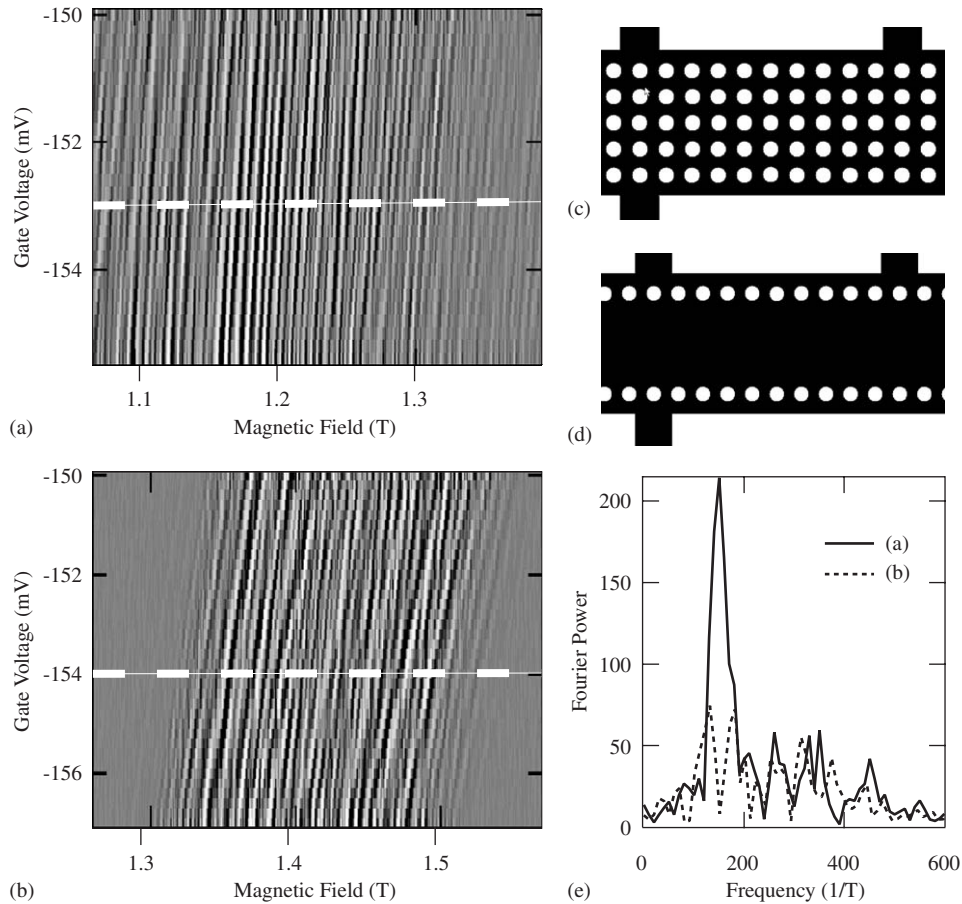 -150
-152
-154
Gate Voltage (mV)
1.1 1.2 1.3
(a) Magnetic Field (T)
(c)
(d)
-150
-152
-154
-156
Gate Voltage (mV)
1.3 1.4 1.5
(b) Magnetic Field (T)
200
150
100
50
0
Fourier Power
(a)
(b)
0 200 400 600
(e) Frequency (1/T)